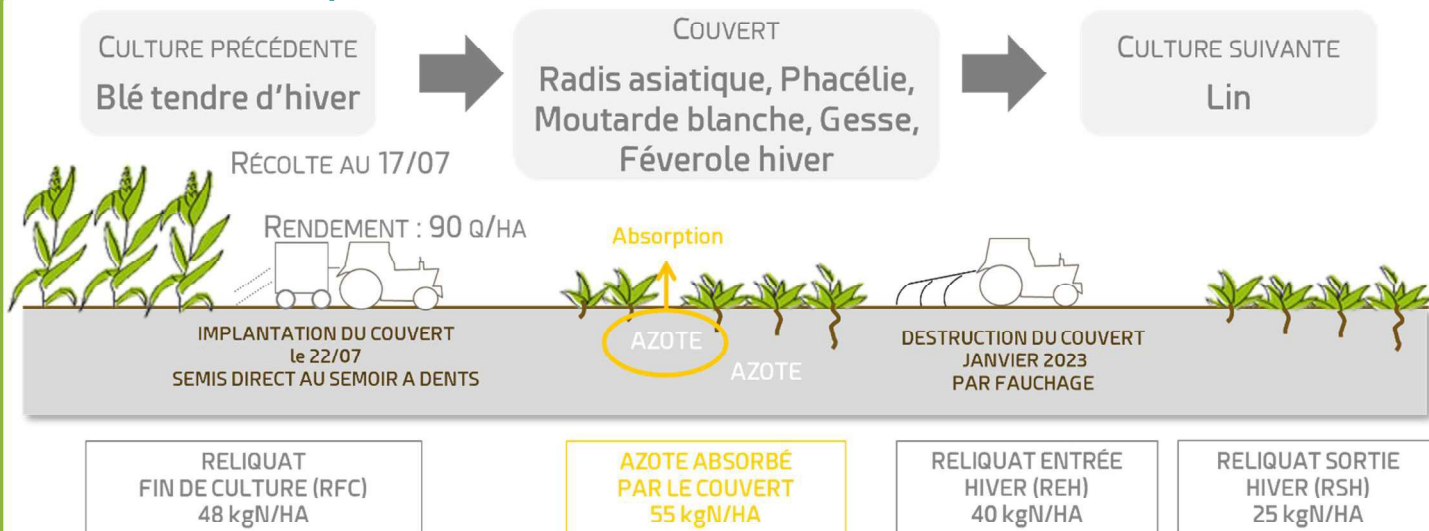 CULTURE PRÉCÉDENTE
Blé tendre d'hiver
COUVERT
Radis asiatique, Phacélie,
Moutarde blanche, Gesse,
Féverole hiver
CULTURE SUIVANTE
Lin
RÉCOLTE AU 17/07
RENDEMENT : 90 Q/HA
Absorption
IMPLANTATION DU COUVERT
le 22/07
SEMIS DIRECT AU SEMOIR A DENTS
AZOTE
AZOTE
DESTRUCTION DU COUVERT
JANVIER 2023
PAR FAUCHAGE
RELIQUAT
FIN DE CULTURE (RFC)
48 kgN/HA
AZOTE ABSORBÉ
PAR LE COUVERT
55 kgN/HA
RELIQUAT ENTRÉE
HIVER (REH)
40 kgN/HA
RELIQUAT SORTIE
HIVER (RSH)
25 kgN/HA